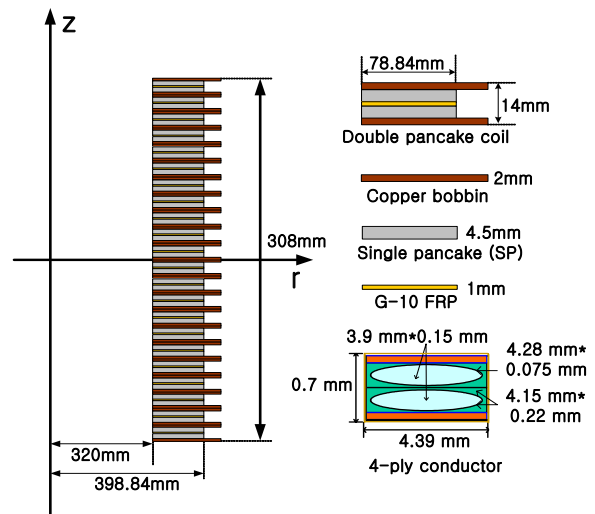 z
r
308mm
320mm
398.84mm
78.84mm
14mm
Double pancake coil
2mm
Copper bobbin
4.5mm
Single pancake (SP)
1mm
G-10 FRP
3.9 mm*0.15 mm
4.28 mm*
0.075 mm
0.7 mm
4.15 mm*
0.22 mm
4.39 mm
4-ply conductor